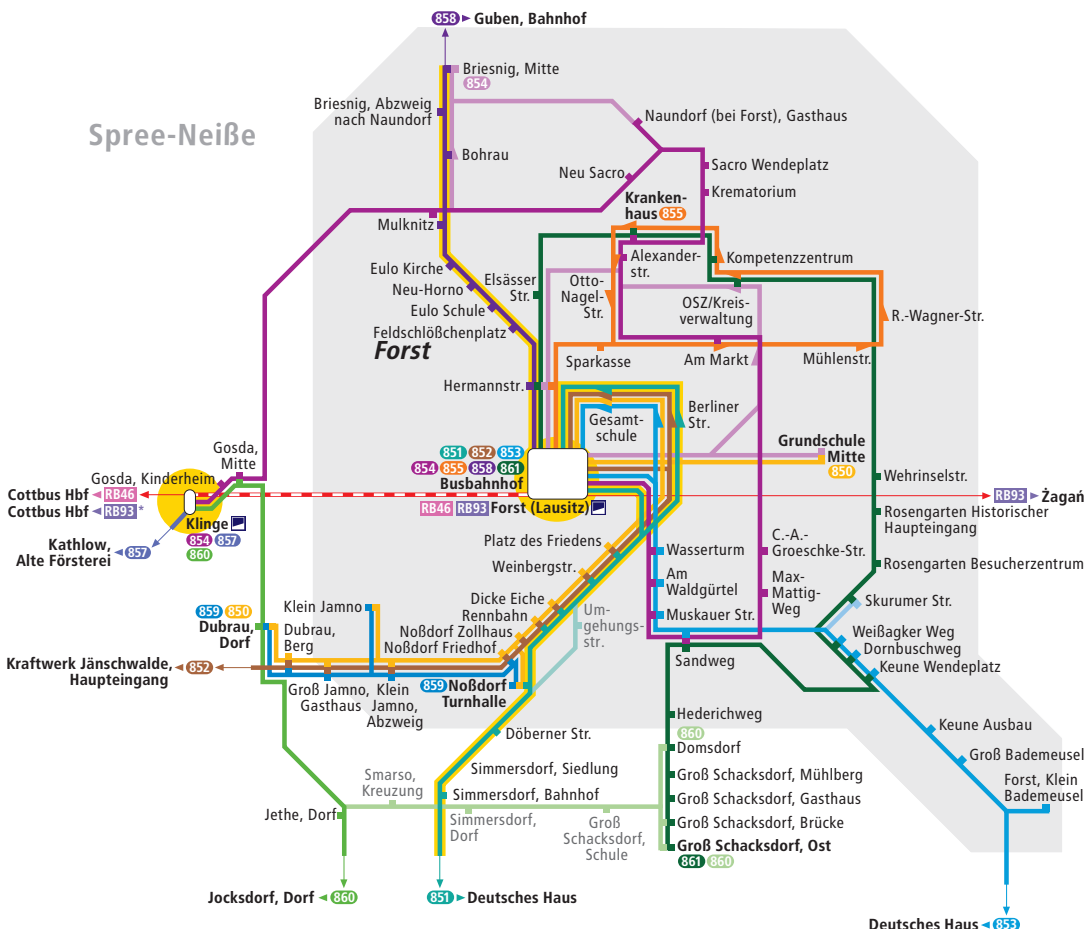 858 Guben, Bahnhof
Spree-Neiße
Briesnig, Mitte
854
Briesnig, Abzweig
nach Naundorf
Naundorf (bei Forst), Gasthaus
Bohrau
Neu Sacro
Sacro Wendeplatz
Krematorium
Kranken-
haus 855
Mulknitz
Eulo Kirche
Neu-Horno
Eulo Schule
Feldschlößchenplatz
Forst
Elsässer
Str.
Alexander-
str.
Kompetenzzentrum
Otto-
Nagel-
Str.
OSZ/Kreis-
verwaltung
R.-Wagner-Str.
Sparkasse
Am Markt
Mühlenstr.
Hermannstr.
Gesamt-
schule
Berliner
Str.
Grundschule
Mitte
850
851 852 853
854 855 858 861
Busbahnhof
RB46 RB93 Forst (Lausitz)
Gosda,
Mitte
Gosda, Kinderheim
Cottbus Hbf RB46
Cottbus Hbf RB93 *
Klinge
854 857
860
Kathlow,
Alte Försterei
857
RB93 Żagań
Wehrinselstr.
Rosengarten Historischer
Haupteingang
Rosengarten Besucherzentrum
Platz des Friedens
Weinbergstr.
Dicke Eiche
Rennbahn
Noßdorf Zollhaus
Noßdorf Friedhof
Um-
gehungs-
str.
Wasserturm
Am
Waldgürtel
Muskauer Str.
C.-A.-
Groeschke-Str.
Max-
Mattig-
Weg
Skurumer Str.
Weißagker Weg
Dornbuschweg
Keune Wendeplatz
859 850
Dubrau,
Dorf
Klein Jamno
Dubrau,
Berg
Kraftwerk Jänschwalde,
Haupteingang
852
Groß Jamno,
Gasthaus
Klein
Jamno,
Abzweig
859 Noßdorf
Turnhalle
Sandweg
Döberner Str.
Hederichweg
860
Domsdorf
Keune Ausbau
Groß Bademeusel
Forst, Klein
Bademeusel
Smarso,
Kreuzung
Simmersdorf, Siedlung
Simmersdorf, Bahnhof
Groß Schacksdorf, Mühlberg
Groß Schacksdorf, Gasthaus
Groß Schacksdorf, Brücke
Groß Schacksdorf, Ost
861 860
Jethe, Dorf
Simmersdorf,
Dorf
Groß
Schacksdorf,
Schule
Jocksdorf, Dorf 860
851 Deutsches Haus
Deutsches Haus 853